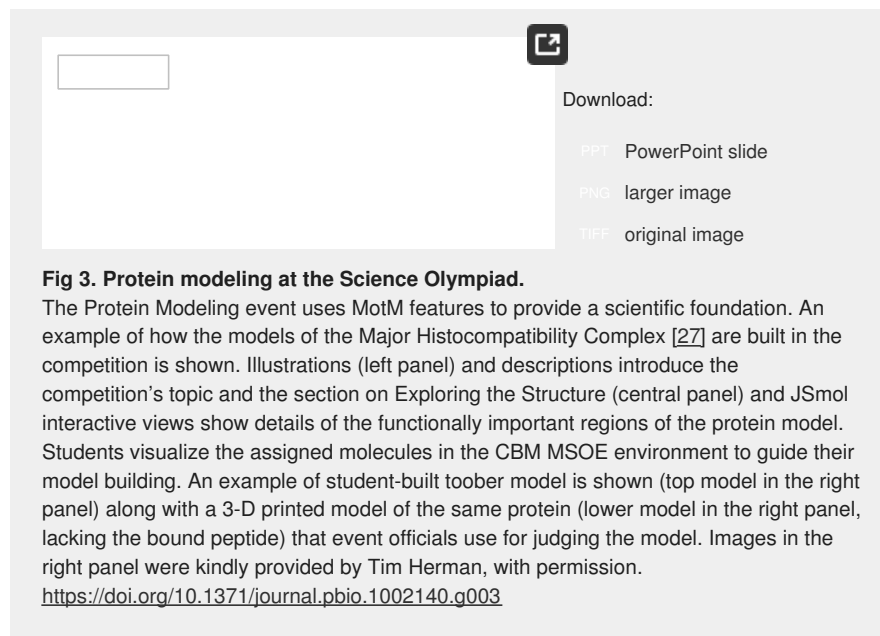 Download:
PPT PowerPoint slide
PNG larger image
TIFF original image
Fig 3. Protein modeling at the Science Olympiad.
The Protein Modeling event uses MotM features to provide a scientific foundation. An
example of how the models of the Major Histocompatibility Complex [27] are built in the
competition is shown. Illustrations (left panel) and descriptions introduce the
competition’s topic and the section on Exploring the Structure (central panel) and JSmol
interactive views show details of the functionally important regions of the protein model.
Students visualize the assigned molecules in the CBM MSOE environment to guide their
model building. An example of student-built toober model is shown (top model in the right
panel) along with a 3-D printed model of the same protein (lower model in the right panel,
lacking the bound peptide) that event officials use for judging the model. Images in the
right panel were kindly provided by Tim Herman, with permission.
https://doi.org/10.1371/journal.pbio.1002140.g003